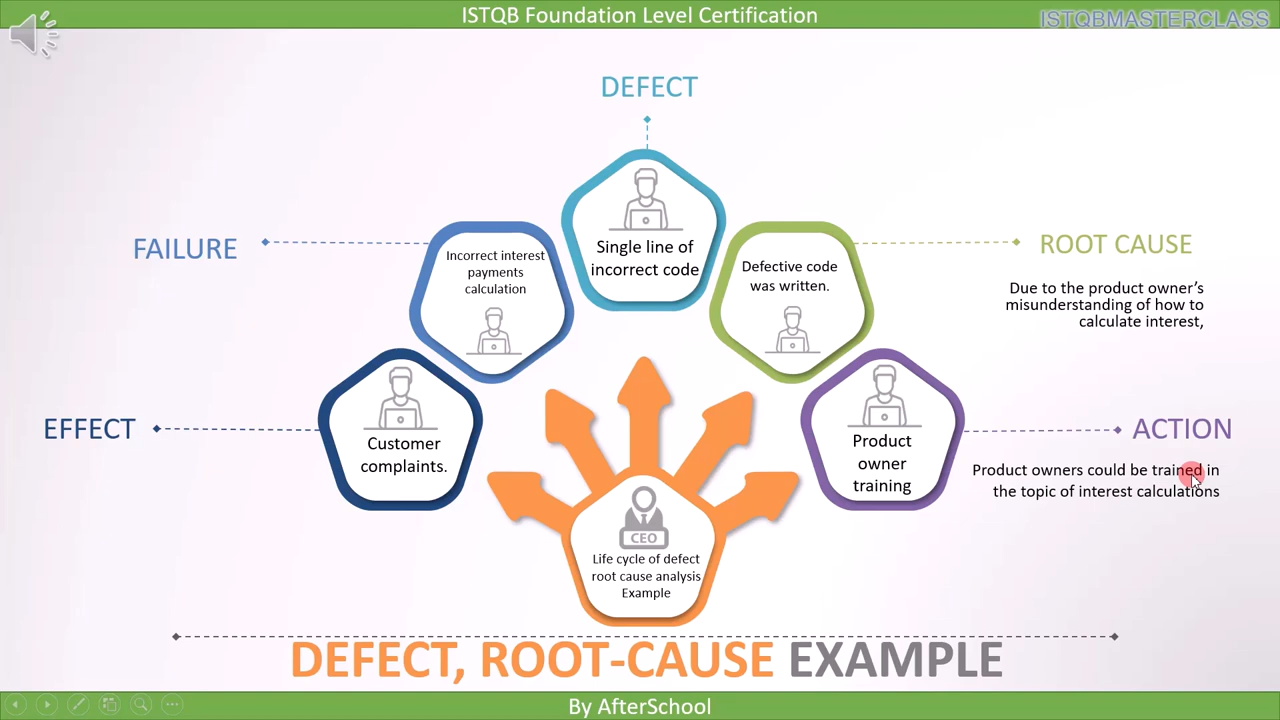 ISTQB Foundation Level Certification
ISTQBMASTERCLASS
DEFECT
Single line of
incorrect code
FAILURE
Incorrect interest
payments
calculation
Defective code
was written.
ROOT CAUSE
Due to the product owner's
misunderstanding of how to
calculate interest,
EFFECT
Customer
complaints.
Product
owner
training
ACTION
Product owners could be trained in
the topic of interest calculations
CEO
Life cycle of defect
root cause analysis
Example
DEFECT, ROOT-CAUSE EXAMPLE
By AfterSchool